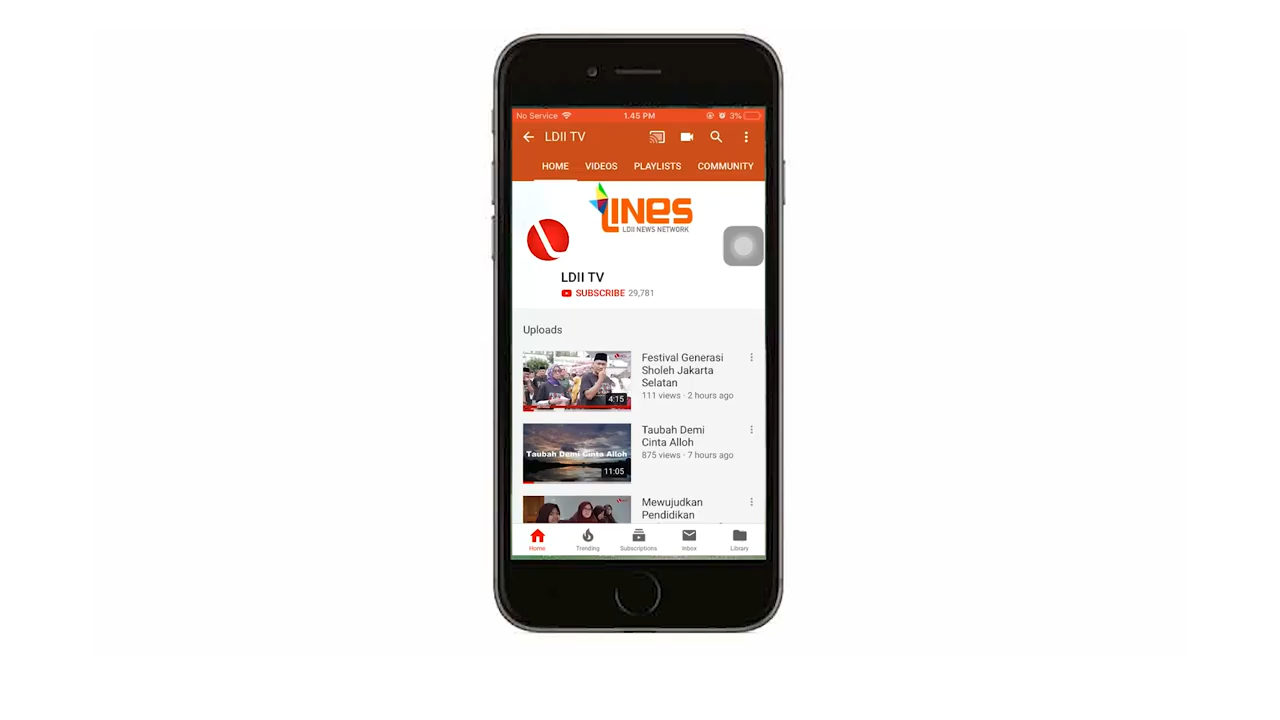 No Service 1.45 PM 3%
LDII TV
HOME VIDEOS PLAYLISTS COMMUNITY
LINES
LDII NEWS NETWORK
LDII TV
SUBSCRIBE 29,781
Uploads
Festival Generasi
Sholeh Jakarta
Selatan
111 views · 2 hours ago
4:15
Taubah Demi
Cinta Alloh
875 views · 7 hours ago
Taubah Demi Cinta Alloh
11:05
Mewujudkan
Pendidikan
Home Trending Subscriptions Inbox Library